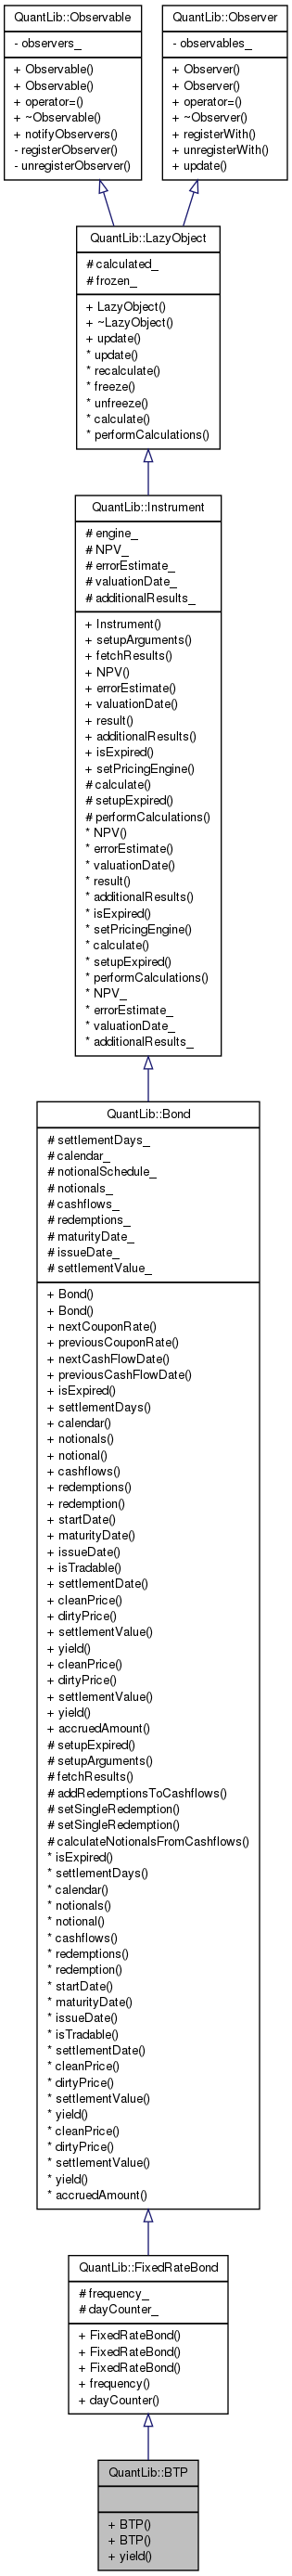 QuantLib::Observable
- observers_
+ Observable()
+ Observable()
+ operator=()
+ ~Observable()
+ notifyObservers()
- registerObserver()
- unregisterObserver()
QuantLib::Observer
- observables_
+ Observer()
+ Observer()
+ operator=()
+ ~Observer()
+ registerWith()
+ unregisterWith()
+ update()
QuantLib::LazyObject
# calculated_
# frozen_
+ LazyObject()
+ ~LazyObject()
+ update()
* update()
* recalculate()
* freeze()
* unfreeze()
* calculate()
* performCalculations()
QuantLib::Instrument
# engine_
# NPV_
# errorEstimate_
# valuationDate_
# additionalResults_
+ Instrument()
+ setupArguments()
+ fetchResults()
+ NPV()
+ errorEstimate()
+ valuationDate()
+ result()
+ additionalResults()
+ isExpired()
+ setPricingEngine()
# calculate()
# setupExpired()
# performCalculations()
* NPV()
* errorEstimate()
* valuationDate()
* result()
* additionalResults()
* isExpired()
* setPricingEngine()
* calculate()
* setupExpired()
* performCalculations()
* NPV_
* errorEstimate_
* valuationDate_
* additionalResults_
QuantLib::Bond
# settlementDays_
# calendar_
# notionalSchedule_
# notionals_
# cashflows_
# redemptions_
# maturityDate_
# issueDate_
# settlementValue_
+ Bond()
+ Bond()
+ nextCouponRate()
+ previousCouponRate()
+ nextCashFlowDate()
+ previousCashFlowDate()
+ isExpired()
+ settlementDays()
+ calendar()
+ notionals()
+ notional()
+ cashflows()
+ redemptions()
+ redemption()
+ startDate()
+ maturityDate()
+ issueDate()
+ isTradable()
+ settlementDate()
+ cleanPrice()
+ dirtyPrice()
+ settlementValue()
+ yield()
+ cleanPrice()
+ dirtyPrice()
+ settlementValue()
+ yield()
+ accruedAmount()
# setupExpired()
# setupArguments()
# fetchResults()
# addRedemptionsToCashflows()
# setSingleRedemption()
# setSingleRedemption()
# calculateNotionalsFromCashflows()
* isExpired()
* settlementDays()
* calendar()
* notionals()
* notional()
* cashflows()
* redemptions()
* redemption()
* startDate()
* maturityDate()
* issueDate()
* isTradable()
* settlementDate()
* cleanPrice()
* dirtyPrice()
* settlementValue()
* yield()
* cleanPrice()
* dirtyPrice()
* settlementValue()
* yield()
* accruedAmount()
QuantLib::FixedRateBond
# frequency_
# dayCounter_
+ FixedRateBond()
+ FixedRateBond()
+ FixedRateBond()
+ frequency()
+ dayCounter()
QuantLib::BTP
+ BTP()
+ BTP()
+ yield()